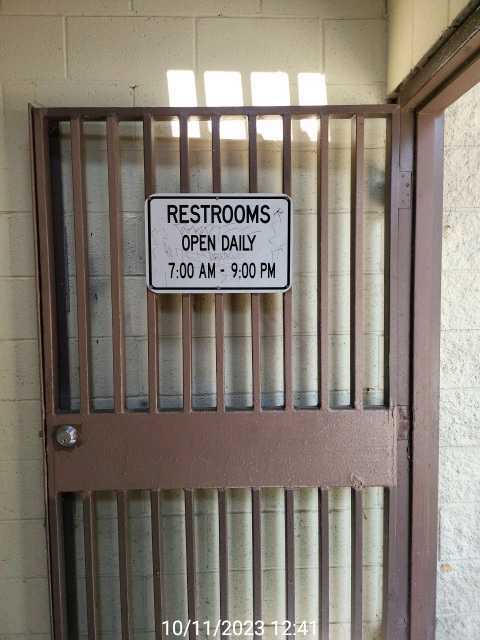 RESTROOMS
OPEN DAILY
7:00 AM - 9:00 PM
10/11/2023 12:41